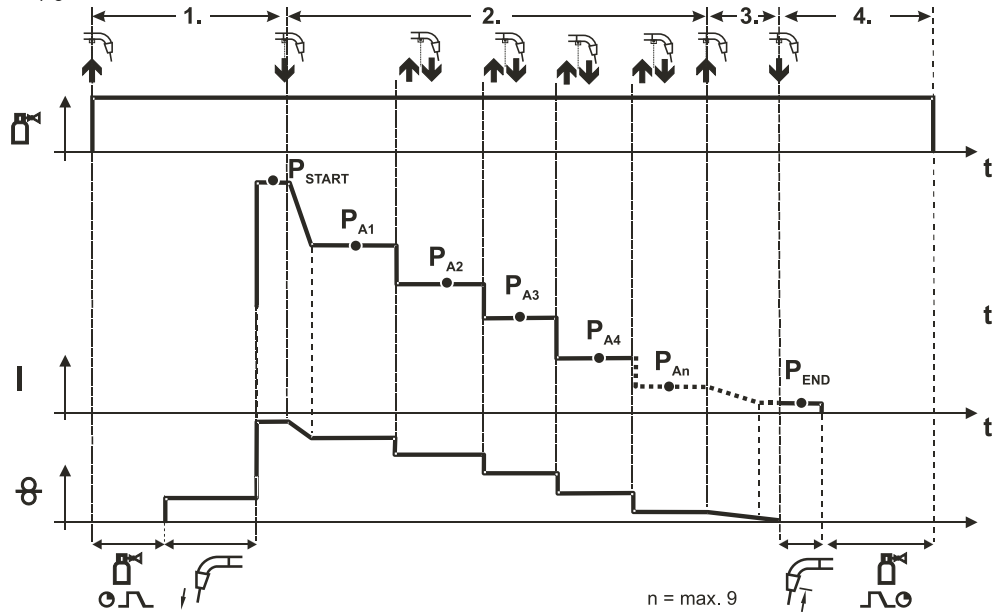 1. 2. 3. 4.
t
P START
P A1
P A2
P A3
t
P A4
P An
P END
I
t
n = max. 9